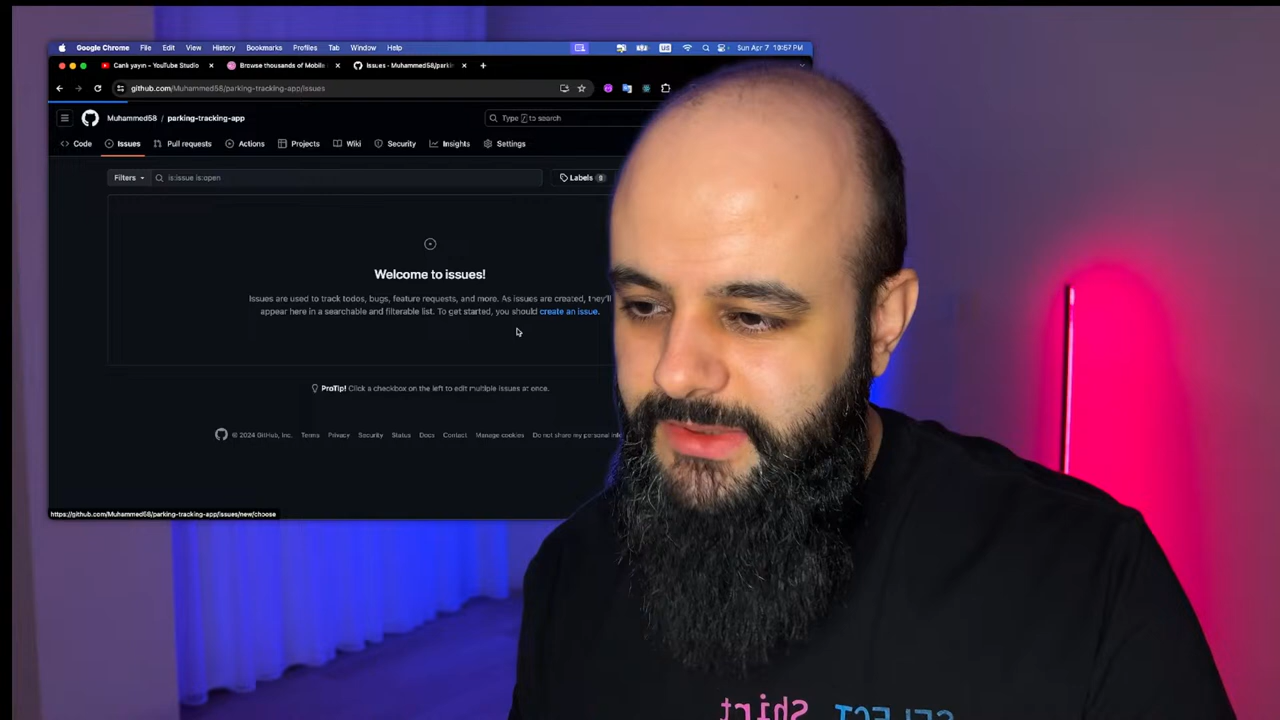 Google Chrome File Edit View History Bookmarks Profiles Tab Window Help US Sun Apr 7 10:57 PM
Canlı yayın – YouTube Studio Browse thousands of Mobile Issues · Muhammed58/parki
github.com/Muhammed58/parking-tracking-app/issues
Muhammed58 / parking-tracking-app Type / to search
Code Issues Pull requests Actions Projects Wiki Security Insights Settings
Filters is:issue is:open Labels 9
Welcome to issues!
Issues are used to track todos, bugs, feature requests, and more. As issues are created, they'll
appear here in a searchable and filterable list. To get started, you should create an issue.
ProTip! Click a checkbox on the left to edit multiple issues at once.
© 2024 GitHub, Inc. Terms Privacy Security Status Docs Contact Manage cookies Do not share my personal
https://github.com/Muhammed58/parking-tracking-app/issues/new/choose
SELECT Shirt